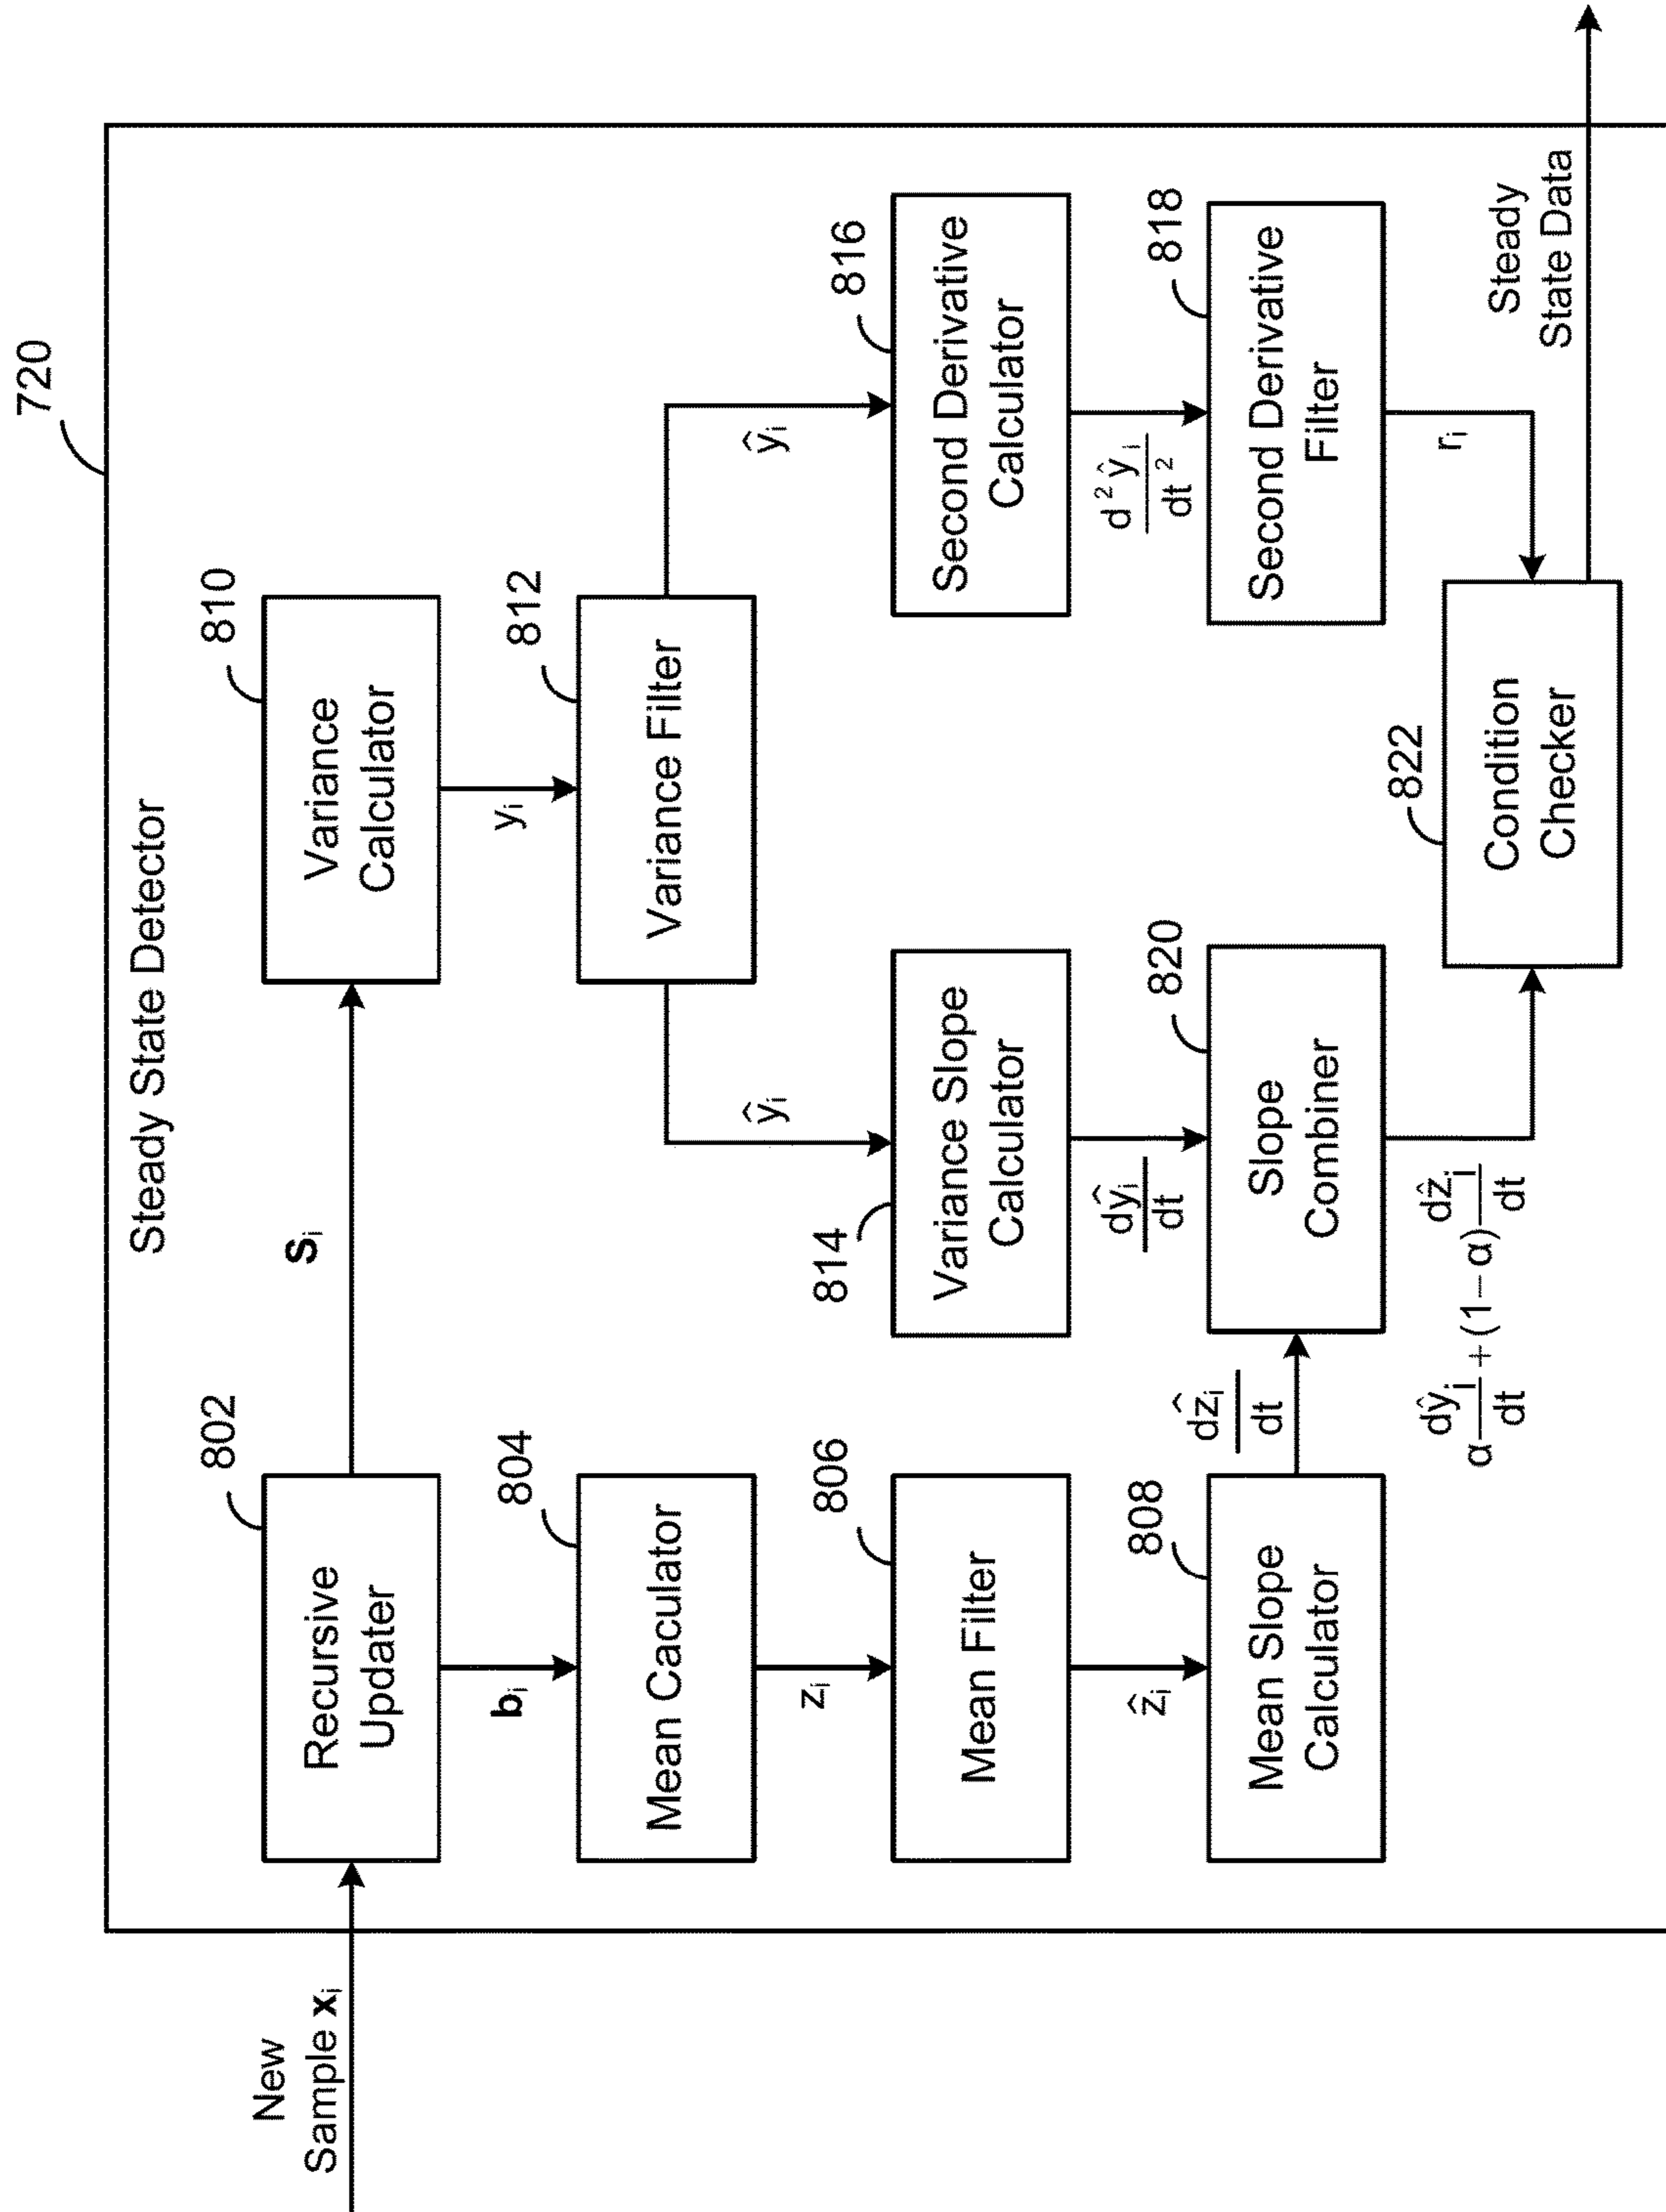 720
Steady State Detector
New
Sample xᵢ
802
Recursive
Updater
Sᵢ
810
Variance
Calculator
bᵢ
yᵢ
804
Mean Caculator
812
Variance Filter
zᵢ
ŷᵢ
ŷᵢ
806
Mean Filter
814
Variance Slope
Calculator
816
Second Derivative
Calculator
ẑᵢ
dŷᵢ
dt
d² ŷᵢ
dt²
808
Mean Slope
Calculator
dẑᵢ
dt
820
Slope
Combiner
818
Second Derivative
Filter
α dŷᵢ/dt + (1 − α) dẑᵢ/dt
rᵢ
822
Condition
Checker
Steady
State Data